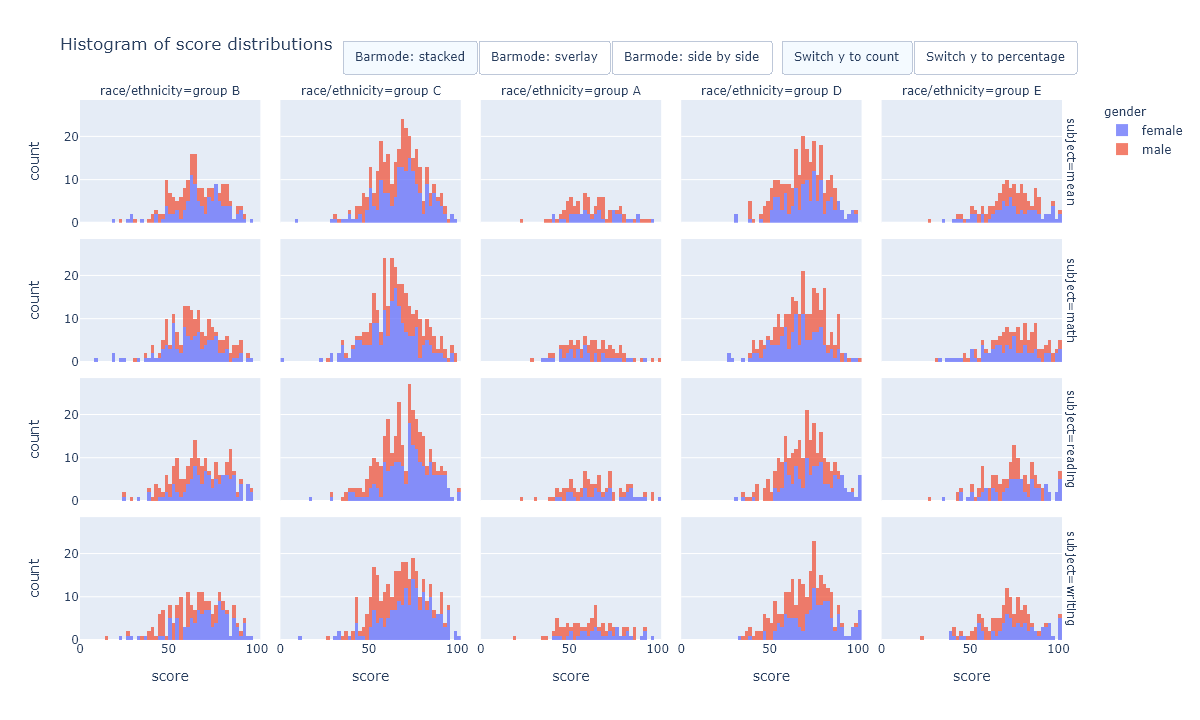 Histogram of score distributions
Barmode: stacked
Barmode: sverlay
Barmode: side by side
Switch y to count
Switch y to percentage
race/ethnicity=group B
race/ethnicity=group C
race/ethnicity=group A
race/ethnicity=group D
race/ethnicity=group E
gender
female
male
count
20
10
0
subject=mean
count
20
10
0
subject=math
count
20
10
0
subject=reading
count
20
10
0
subject=writing
0 50 100
0 50 100
0 50 100
0 50 100
0 50 100
score
score
score
score
score